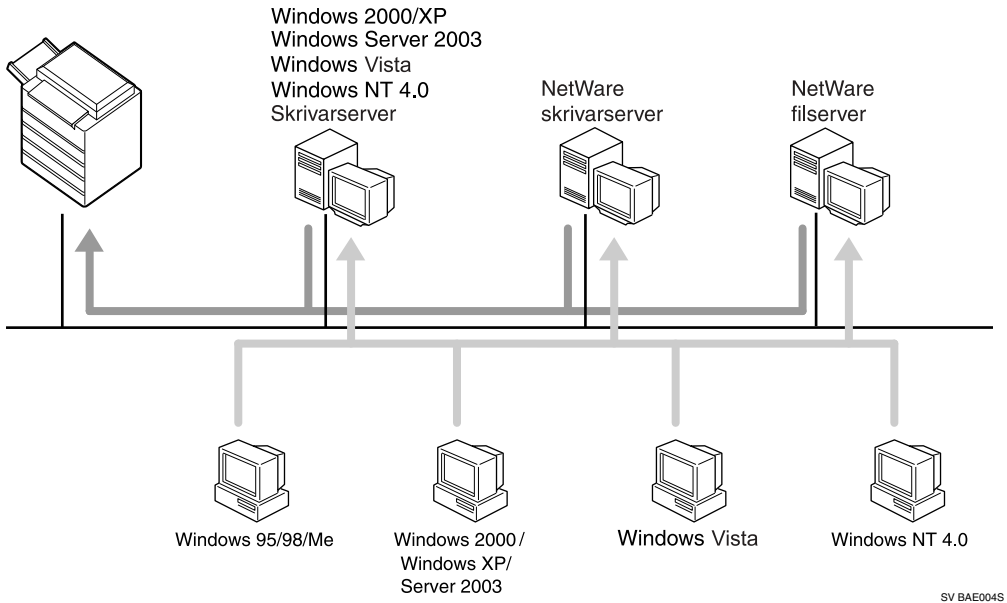 Windows 2000/XP
Windows Server 2003
Windows Vista
Windows NT 4.0
Skrivarserver
NetWare
skrivarserver
NetWare
filserver
Windows 95/98/Me
Windows 2000/
Windows XP/
Server 2003
Windows Vista
Windows NT 4.0
SV BAE004S